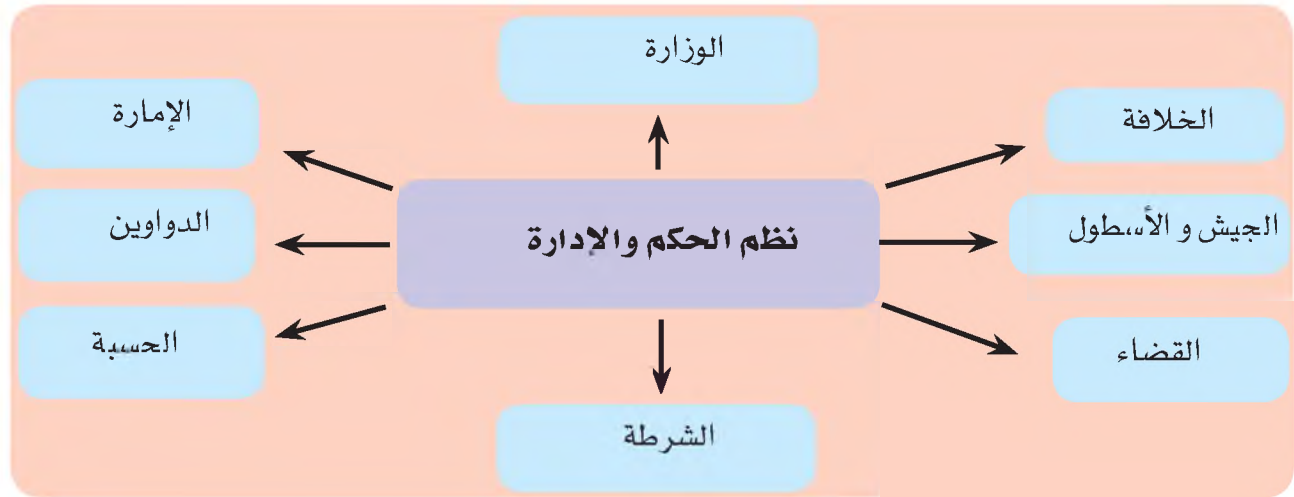 الوزارة
الخلافة
الإمارة
الجيش و الأسطول
نظم الحكم والإدارة
الدواوين
القضاء
الحسبة
الشرطة